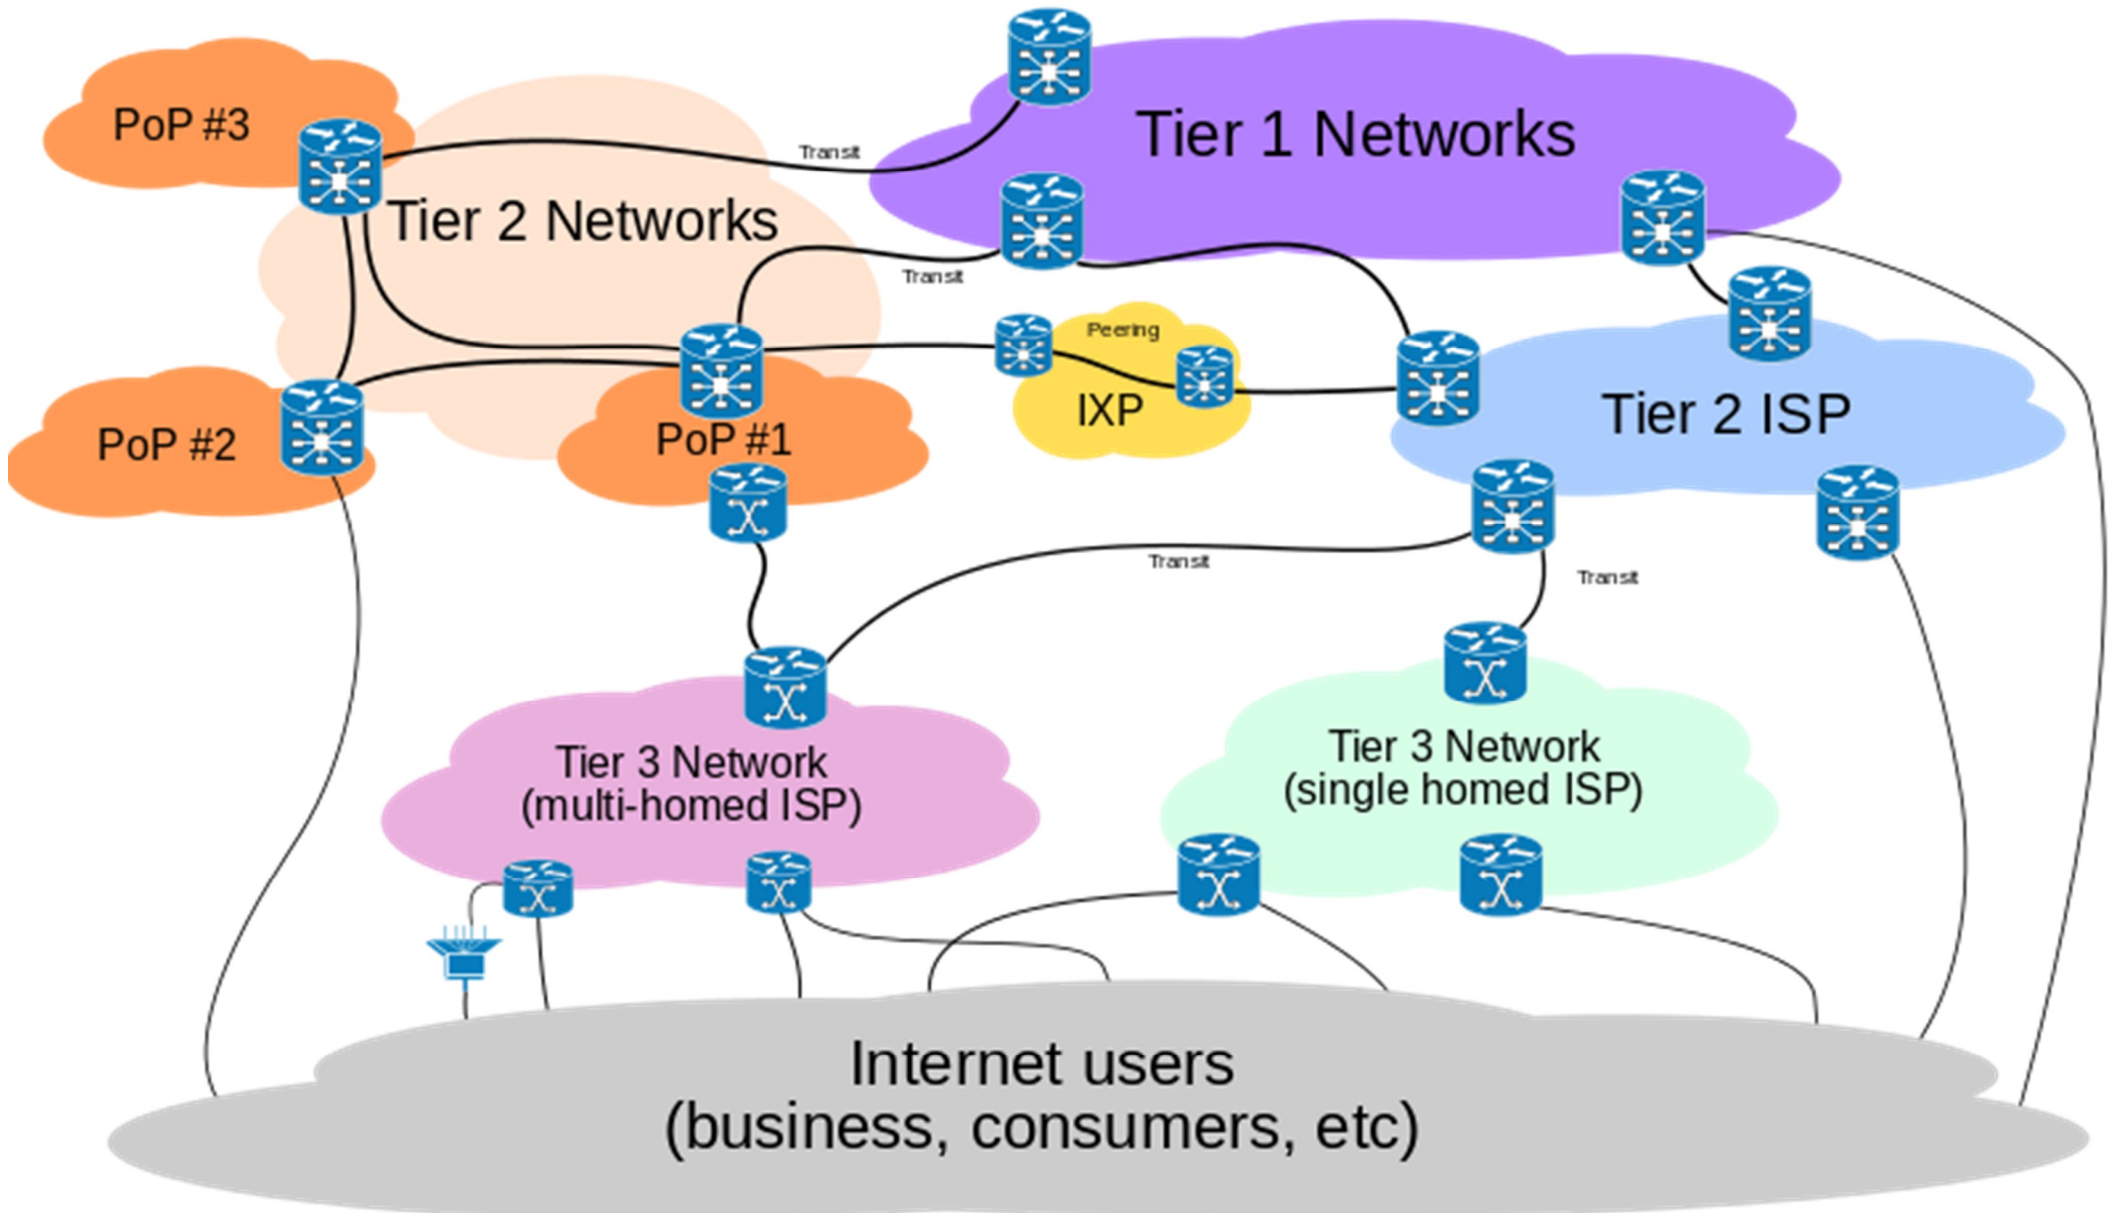 PoP #3
Transit
Tier 1 Networks
Tier 2 Networks
Transit
Peering
IXP
Tier 2 ISP
PoP #2
PoP #1
Transit
Transit
Tier 3 Network
(multi-homed ISP)
Tier 3 Network
(single homed ISP)
Internet users
(business, consumers, etc)